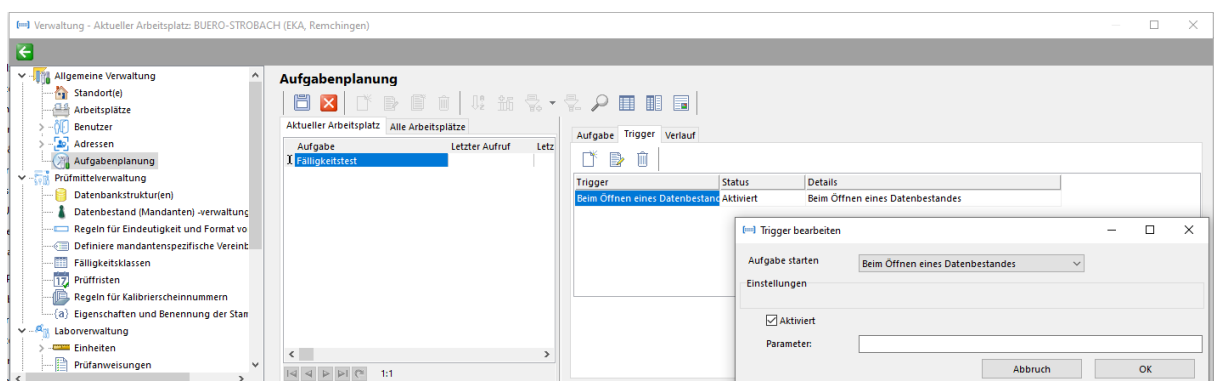 Verwaltung - Aktueller Arbeitsplatz: BUERO-STROBACH (EKA, Remchingen)
Allgemeine Verwaltung
Standort(e)
Arbeitsplätze
Benutzer
Adressen
Aufgabenplanung
Prüfmittelverwaltung
Datenbankstruktur(en)
Datenbestand (Mandanten) -verwaltung
Regeln für Eindeutigkeit und Format vo
Definiere mandantenspezifische Vereinb
Fälligkeitsklassen
Prüffristen
Regeln für Kalibrierscheinnummern
(a) Eigenschaften und Benennung der Stam
Laborverwaltung
Einheiten
Prüfanweisungen
Aufgabenplanung
Aktueller Arbeitsplatz Alle Arbeitsplätze
Aufgabe Letzter Aufruf Letz
Fälligkeitstest
1:1
Aufgabe Trigger Verlauf
Trigger Status Details
Beim Öffnen eines Datenbestand Aktiviert Beim Öffnen eines Datenbestandes
Trigger bearbeiten
Aufgabe starten Beim Öffnen eines Datenbestandes
Einstellungen
Aktiviert
Parameter:
Abbruch OK